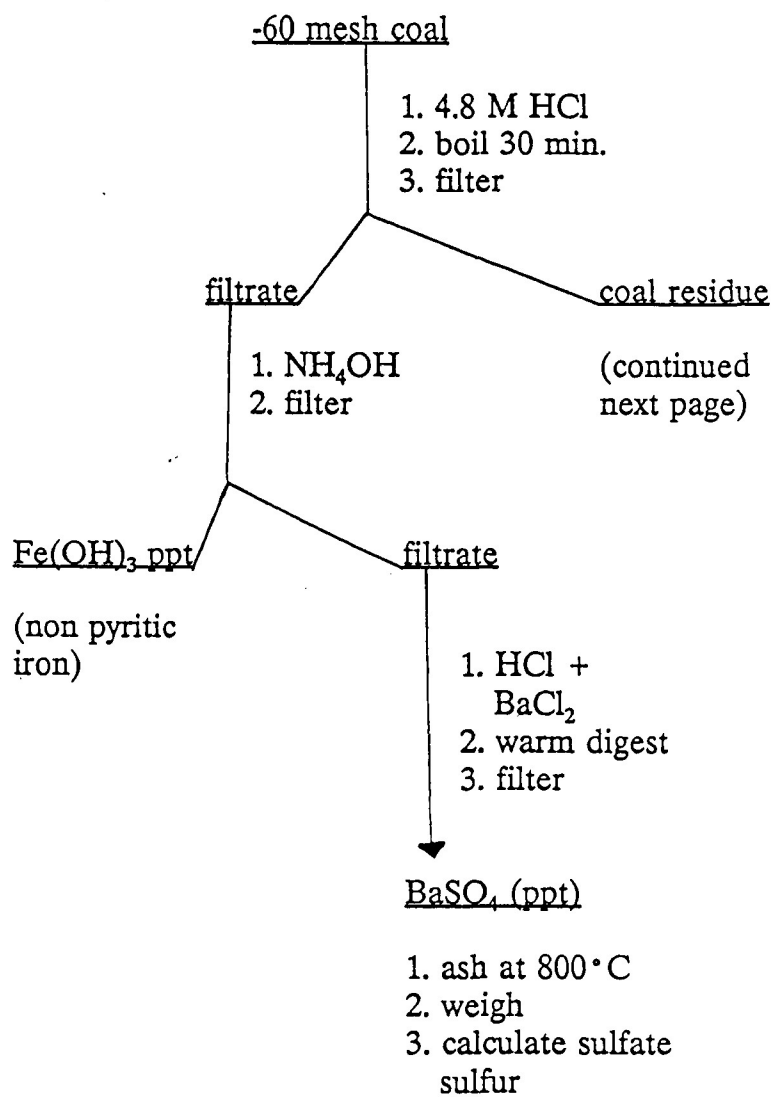 -60 mesh coal
1. 4.8 M HCl
2. boil 30 min.
3. filter
filtrate
coal residue
1. NH₄OH
2. filter
(continued
next page)
Fe(OH)₃ ppt
filtrate
(non pyritic
iron)
1. HCl +
BaCl₂
2. warm digest
3. filter
BaSO₄ (ppt)
1. ash at 800°C
2. weigh
3. calculate sulfate
sulfur